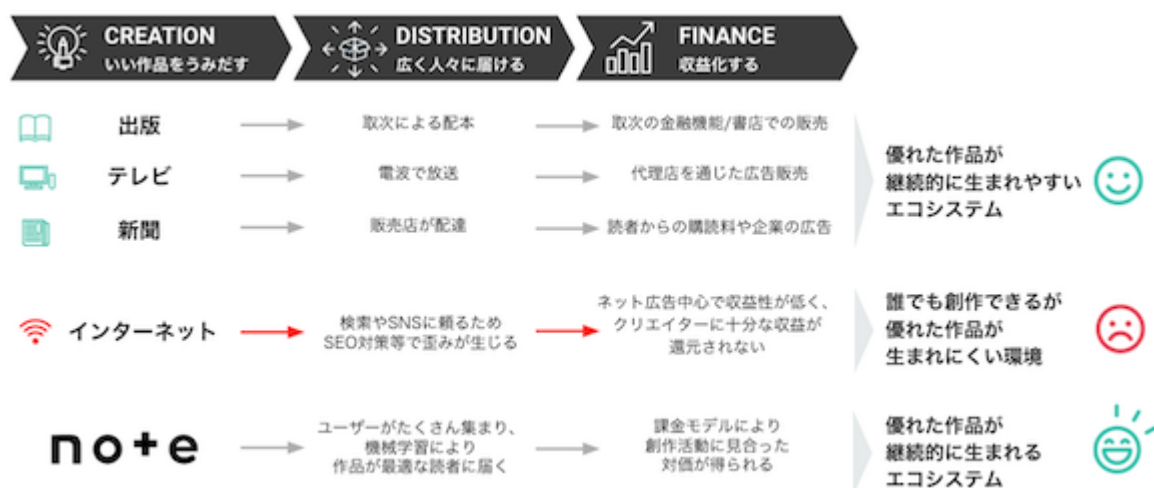 CREATION
いい作品をうみだす
DISTRIBUTION
広く人々に届ける
FINANCE
収益化する
出版
取次による配本
取次の金融機能/書店での販売
テレビ
電波で放送
代理店を通じた広告販売
新聞
販売店が配達
読者からの購読料や企業の広告
優れた作品が
継続的に生まれやすい
エコシステム
インターネット
検索やSNSに頼るため
SEO対策等で歪みが生じる
ネット広告中心で収益性が低く、
クリエイターに十分な収益が
還元されない
誰でも創作できるが
優れた作品が
生まれにくい環境
note
ユーザーがたくさん集まり、
機械学習により
作品が最適な読者に届く
課金モデルにより
創作活動に見合った
対価が得られる
優れた作品が
継続的に生まれる
エコシステム